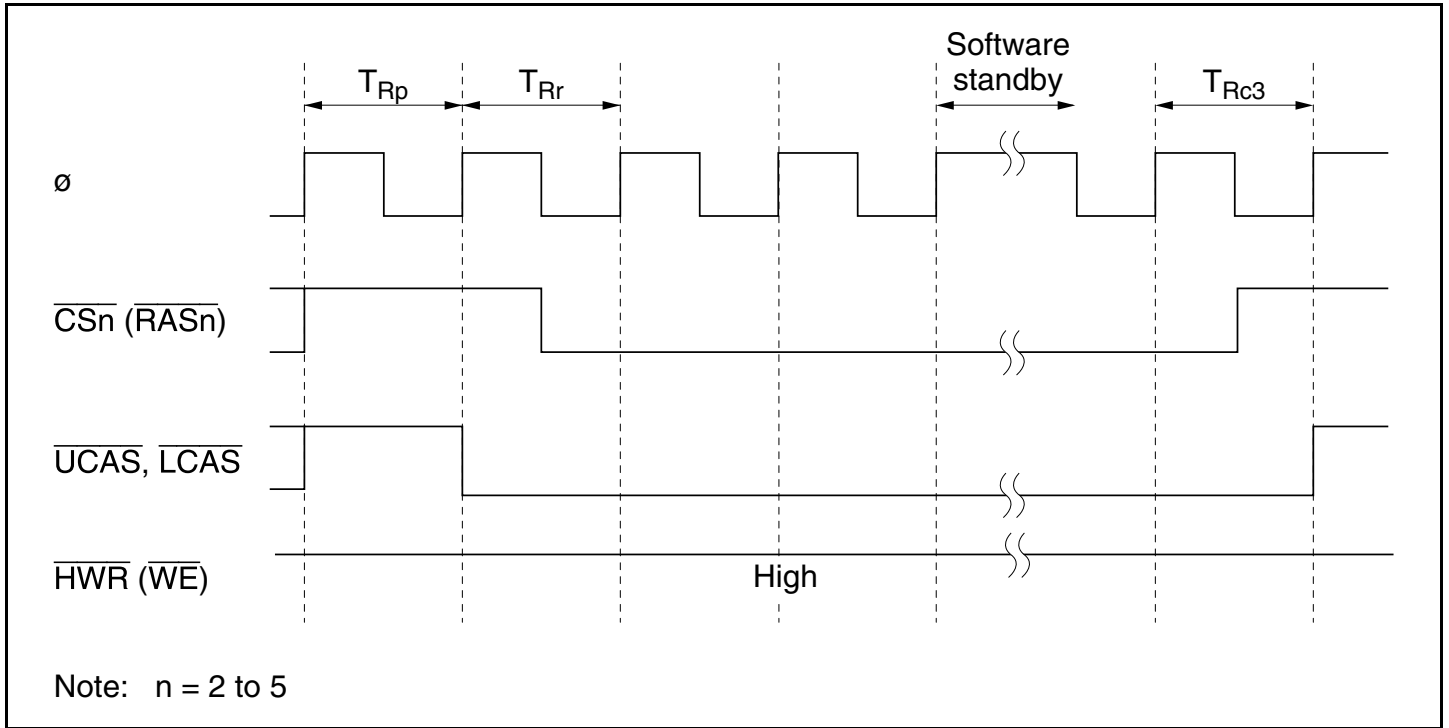 Software
standby
TRp TRr TRc3
ø
CSn (RASn)
UCAS, LCAS
HWR (WE)
High
Note: n = 2 to 5